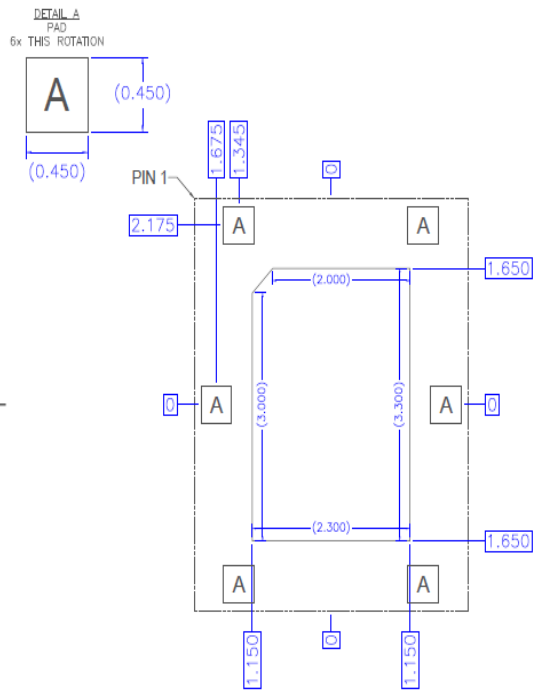 DETAIL A
PAD
6x THIS ROTATION
A
(0.450)
(0.450)
PIN 1
1.675
1.345
0
2.175
A
A
1.650
(2.000)
(3.000)
(3.300)
0
A
A
0
(2.300)
1.650
A
A
1.150
0
1.150